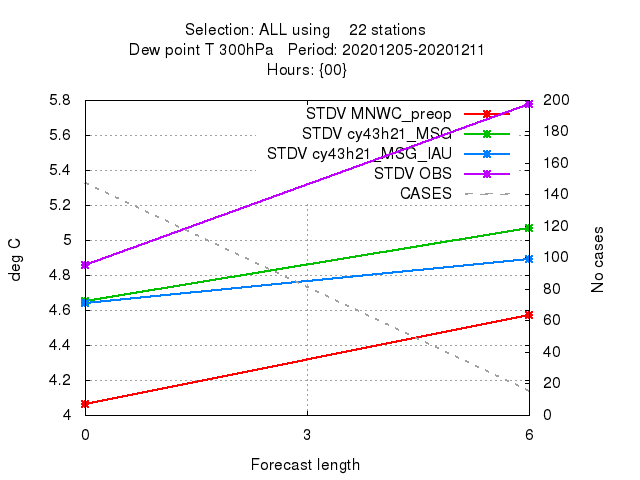 Selection: ALL using    22 stations
Dew point T 300hPa   Period: 20201205-20201211
Hours: {00}
5.8
5.6
5.4
5.2
5
4.8
4.6
4.4
4.2
4
200
180
160
140
120
100
80
60
40
20
0
STDV MNWC_preop
STDV cy43h21_MSG
STDV cy43h21_MSG_IAU
STDV OBS
CASES
deg C
No cases
0
3
6
Forecast length